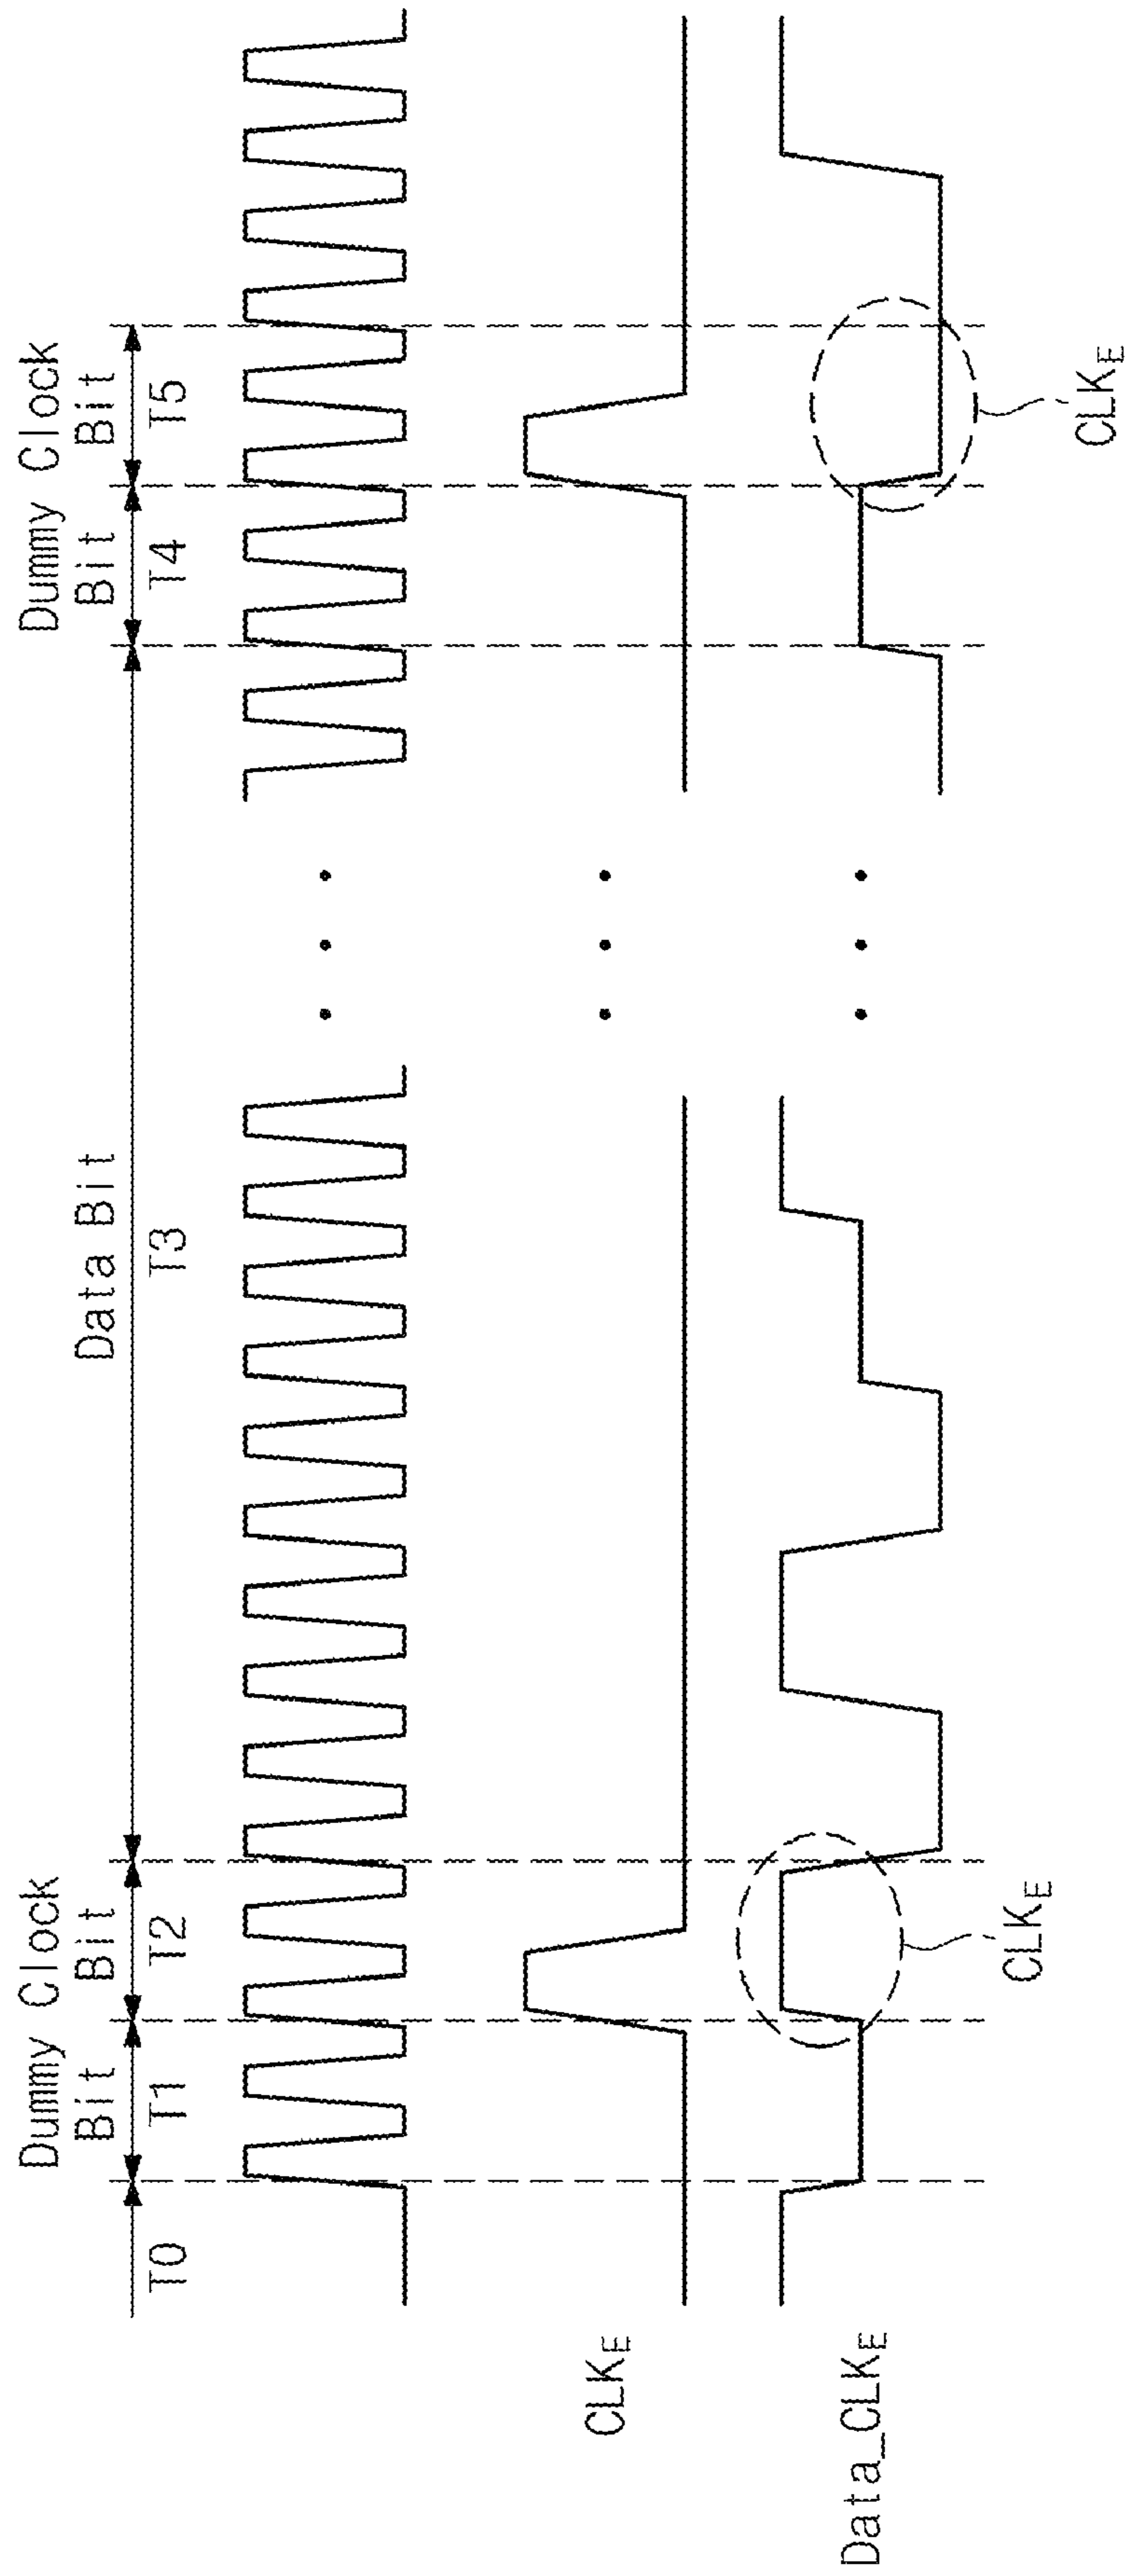 Dummy Clock Data Bit Dummy Clock
Bit Bit Bit Bit
T0 T1 T2 T3 T4 T5
CLKE
Data_CLKE
CLKE
CLKE